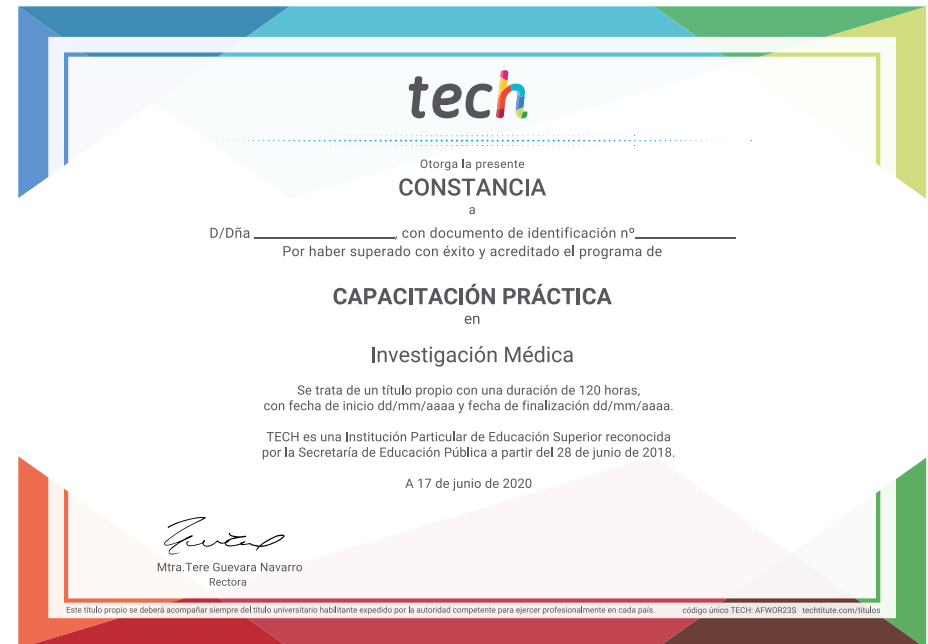 tech
Otorga la presente
CONSTANCIA
a
D/Dña ____________________, con documento de identificación nº______________
Por haber superado con éxito y acreditado el programa de
CAPACITACIÓN PRÁCTICA
en
Investigación Médica
Se trata de un título propio con una duración de 120 horas,
con fecha de inicio dd/mm/aaaa y fecha de finalización dd/mm/aaaa.
TECH es una Institución Particular de Educación Superior reconocida
por la Secretaría de Educación Pública a partir del 28 de junio de 2018.
A 17 de junio de 2020
Mtra.Tere Guevara Navarro
Rectora
Este título propio se deberá acompañar siempre del título universitario habilitante expedido por la autoridad competente para ejercer profesionalmente en cada país. código único TECH: AFWOR23S techtitute.com/titulos